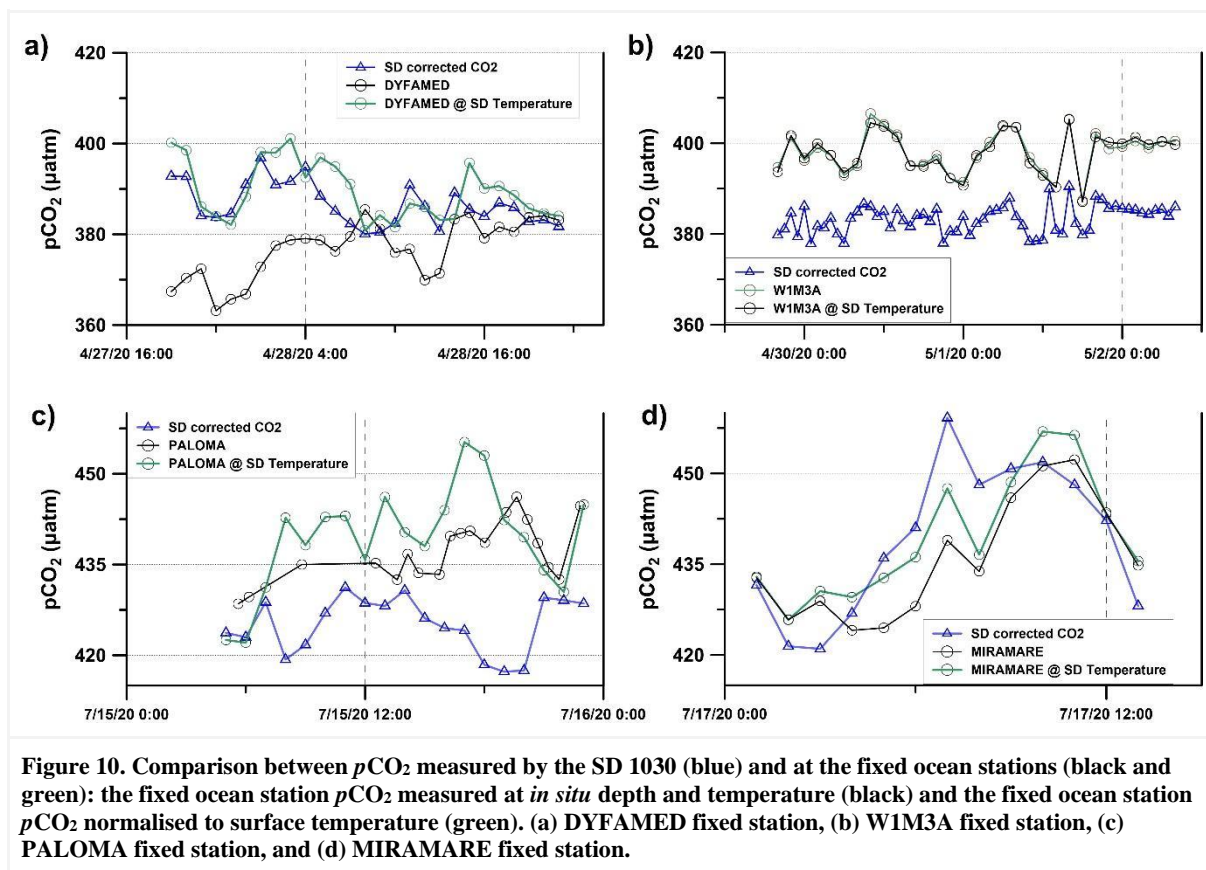 a)
420
400
380
360
pCO₂ (µatm)
SD corrected CO2
DYFAMED
DYFAMED @ SD Temperature
4/27/20 16:00
4/28/20 4:00
4/28/20 16:00
b)
420
400
380
360
pCO₂ (µatm)
SD corrected CO2
W1M3A
W1M3A @ SD Temperature
4/30/20 0:00
5/1/20 0:00
5/2/20 0:00
c)
450
435
420
pCO₂ (µatm)
SD corrected CO2
PALOMA
PALOMA @ SD Temperature
7/15/20 0:00
7/15/20 12:00
7/16/20 0:00
d)
450
435
420
pCO₂ (µatm)
SD corrected CO2
MIRAMARE
MIRAMARE @ SD Temperature
7/17/20 0:00
7/17/20 12:00
Figure 10. Comparison between pCO₂ measured by the SD 1030 (blue) and at the fixed ocean stations (black and
green): the fixed ocean station pCO₂ measured at in situ depth and temperature (black) and the fixed ocean station
pCO₂ normalised to surface temperature (green). (a) DYFAMED fixed station, (b) W1M3A fixed station, (c)
PALOMA fixed station, and (d) MIRAMARE fixed station.